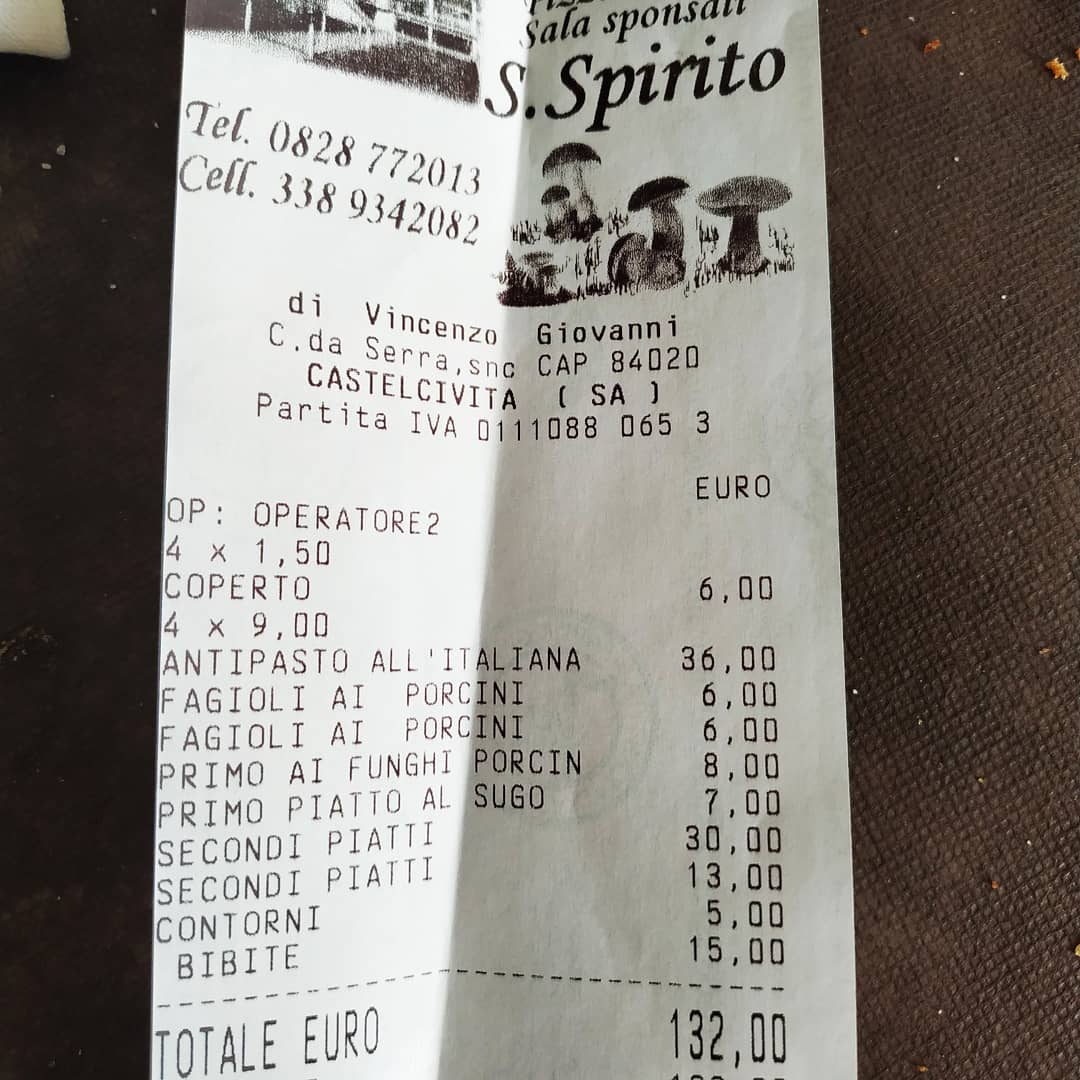 Sala sponsali
S.Spirito
Tel. 0828 772013
Cell. 338 9342082
di Vincenzo Giovanni
C.da Serra,snc CAP 84020
CASTELCIVITA ( SA )
Partita IVA 0111088 065 3
EURO
OP: OPERATORE2
4 x 1,50
COPERTO 6,00
4 x 9,00
ANTIPASTO ALL'ITALIANA 36,00
FAGIOLI AI PORCINI 6,00
FAGIOLI AI PORCINI 6,00
PRIMO AI FUNGHI PORCIN 8,00
PRIMO PIATTO AL SUGO 7,00
SECONDI PIATTI 30,00
SECONDI PIATTI 13,00
CONTORNI 5,00
BIBITE 15,00
TOTALE EURO 132,00